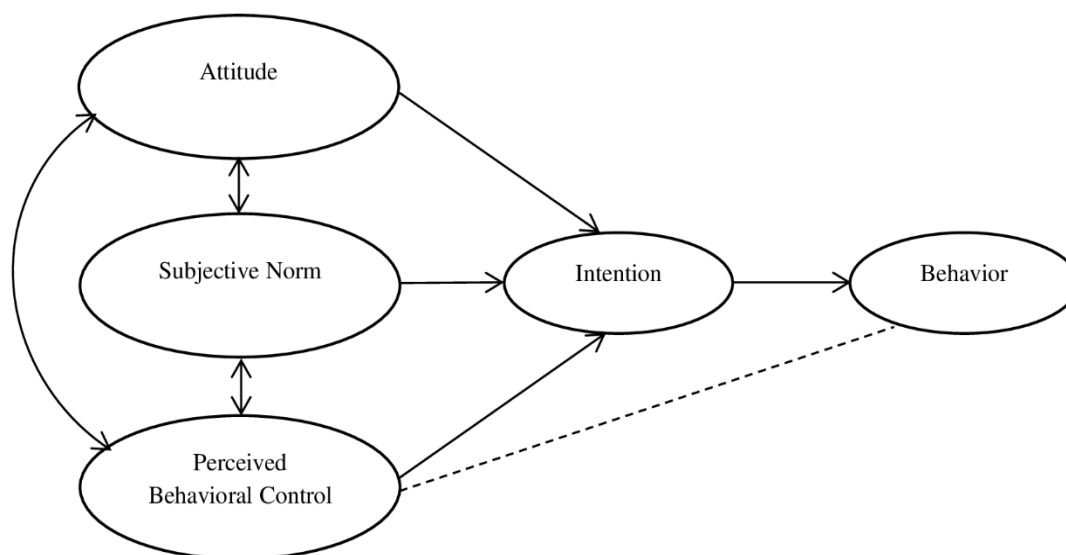 Attitude
Subjective Norm
Intention
Behavior
Perceived
Behavioral Control